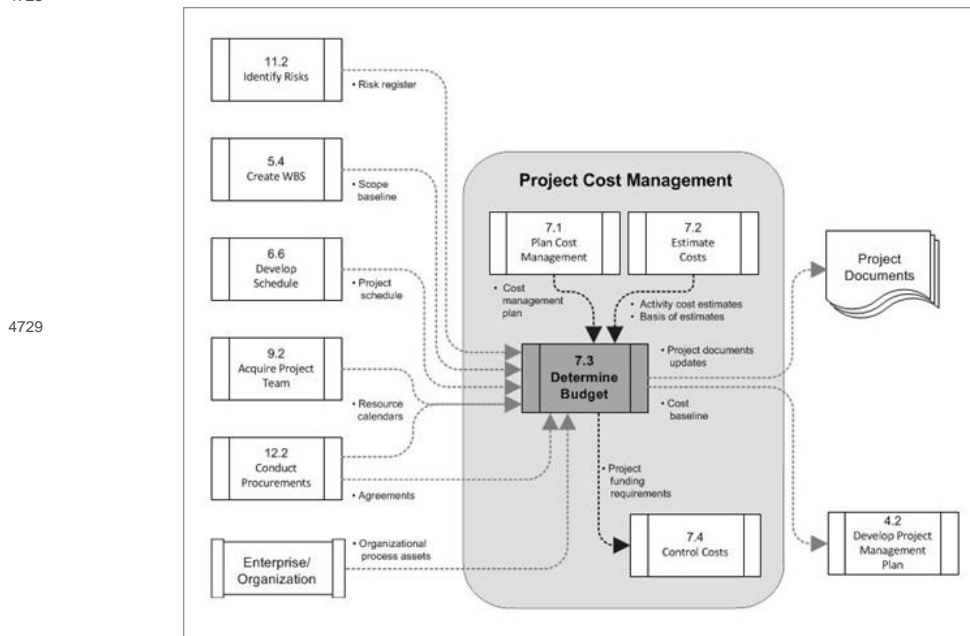 11.2
Identify Risks
• Risk register
5.4
Create WBS
• Scope
baseline
6.6
Develop
Schedule
• Project
schedule
4729
9.2
Acquire Project
Team
• Resource
calendars
12.2
Conduct
Procurements
• Agreements
Enterprise/
Organization
• Organizational
process assets
Project Cost Management
7.1
Plan Cost
Management
7.2
Estimate
Costs
• Cost
management
plan
• Activity cost estimates
• Basis of estimates
7.3
Determine
Budget
• Project documents
updates
• Cost
baseline
• Project
funding
requirements
7.4
Control Costs
Project
Documents
4.2
Develop Project
Management
Plan